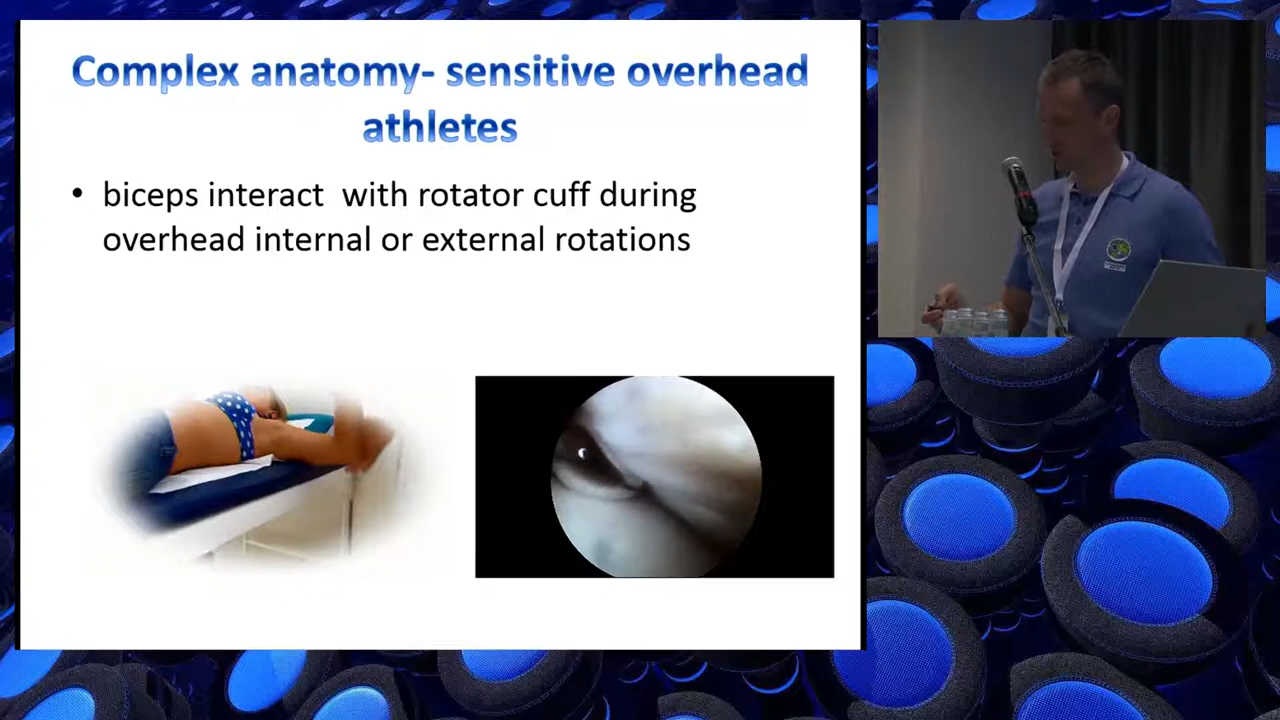 Complex anatomy- sensitive overhead
athletes
• biceps interact  with rotator cuff during
overhead internal or external rotations